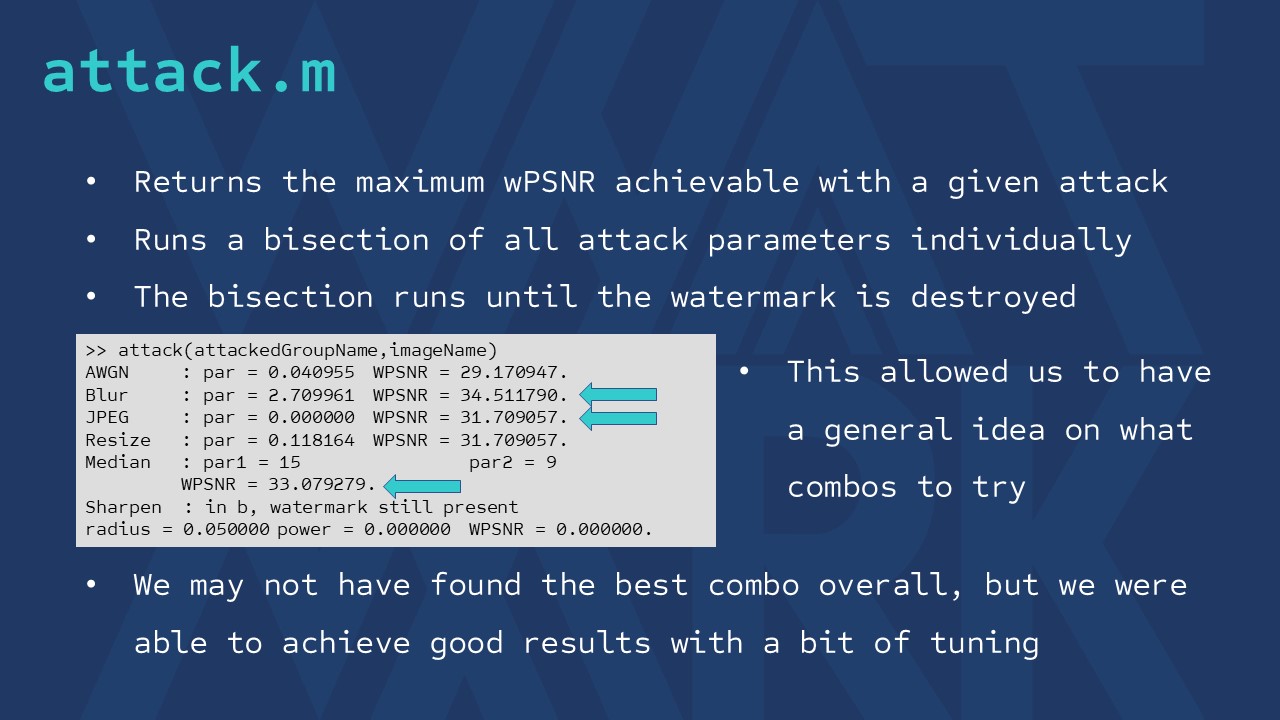 attack.m
• Returns the maximum wPSNR achievable with a given attack
• Runs a bisection of all attack parameters individually
• The bisection runs until the watermark is destroyed
>> attack(attackedGroupName,imageName)
AWGN : par = 0.040955 WPSNR = 29.170947.
Blur : par = 2.709961 WPSNR = 34.511790.
JPEG : par = 0.000000 WPSNR = 31.709057.
Resize : par = 0.118164 WPSNR = 31.709057.
Median : par1 = 15 par2 = 9
WPSNR = 33.079279.
Sharpen : in b, watermark still present
radius = 0.050000 power = 0.000000 WPSNR = 0.000000.
• This allowed us to have
a general idea on what
combos to try
• We may not have found the best combo overall, but we were
able to achieve good results with a bit of tuning
WAT
MARK